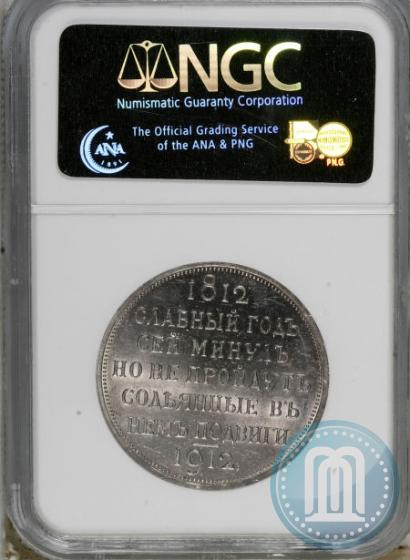 NGC
Numismatic Guaranty Corporation
The Official Grading Service
of the ANA & PNG
ANA
1891
P.N.G.
1812
СЛАВНЫЙ ГОДЪ
СЕЙ МИНУЛЪ
НО НЕ ПРОЙДУТЪ
СОДѢЯННЫЕ ВЪ
НЕМЪ ПОДВИГИ
1912
M